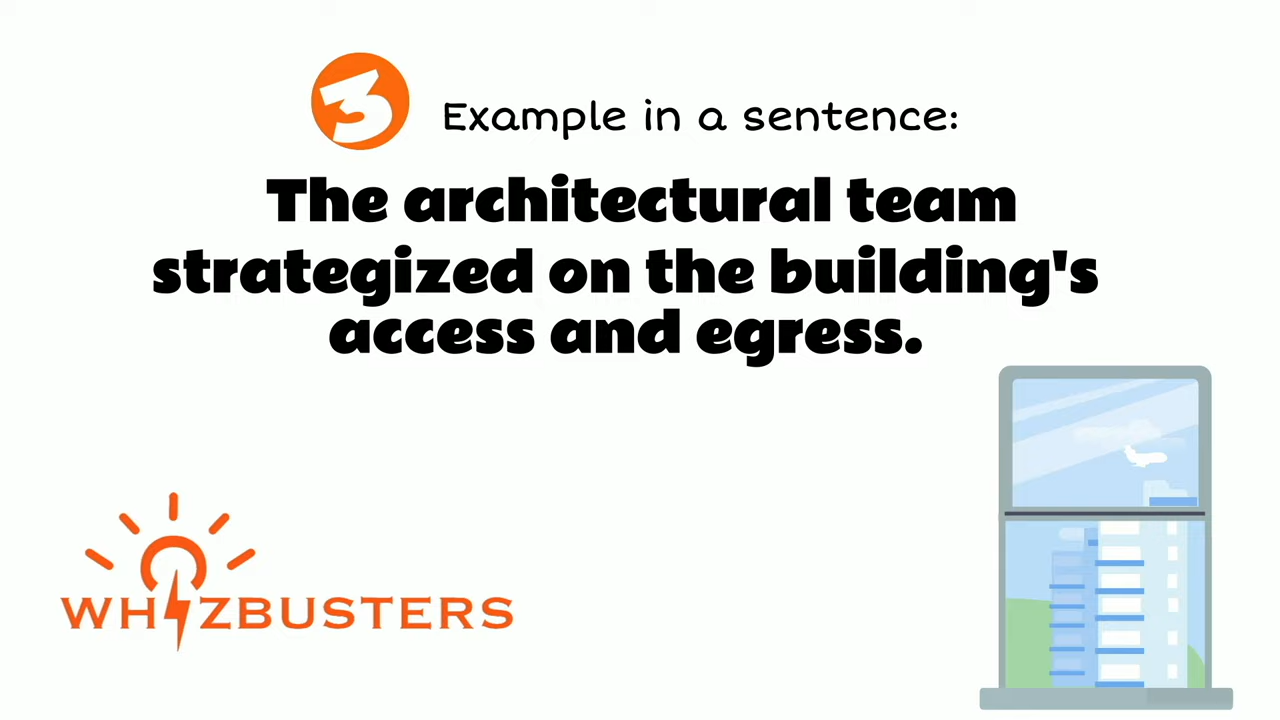 3 Example in a sentence:
The architectural team
strategized on the building's
access and egress.
WHIZBUSTERS